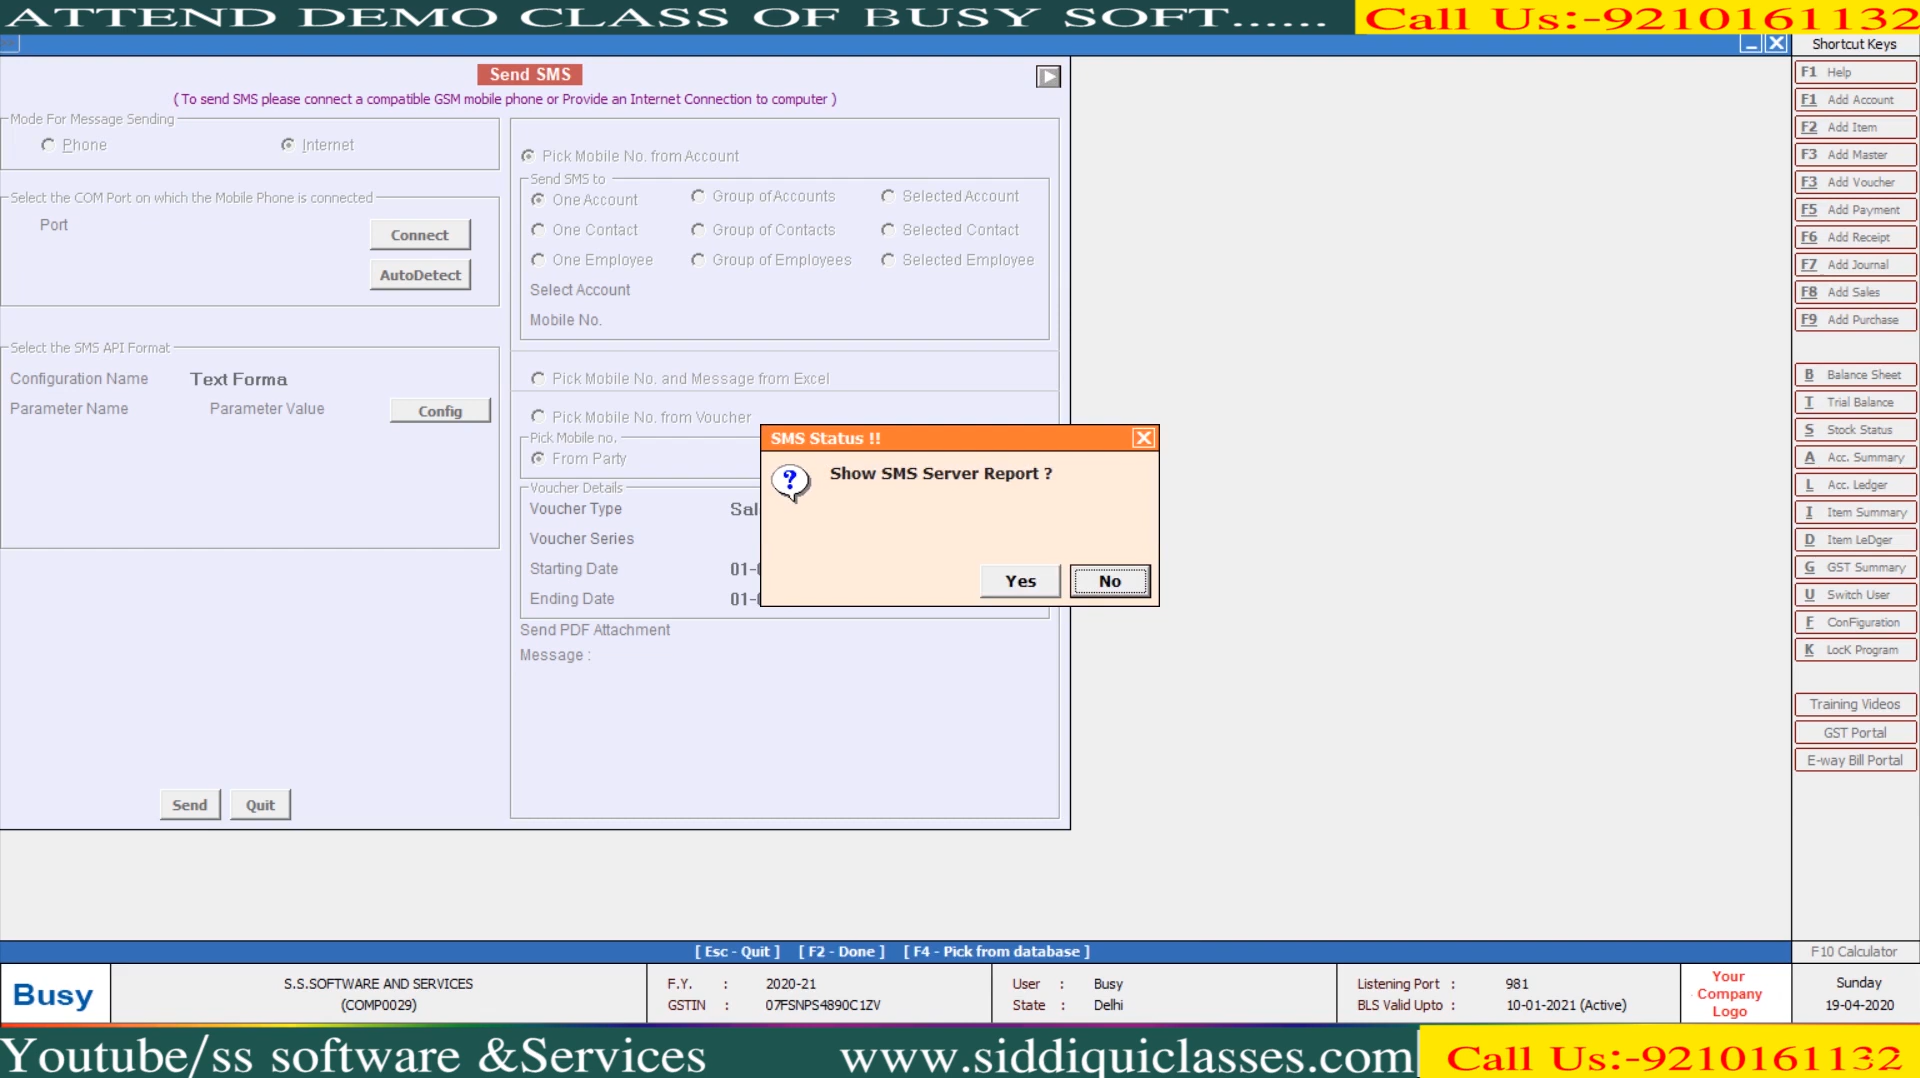 ATTEND DEMO CLASS OF BUSY SOFT......
Call Us:-9210161132
Shortcut Keys
Send SMS
( To send SMS please connect a compatible GSM mobile phone or Provide an Internet Connection to computer )
Mode For Message Sending
Phone
Internet
Select the COM Port on which the Mobile Phone is connected
Port
Connect
AutoDetect
Select the SMS API Format
Configuration Name
Text Forma
Parameter Name
Parameter Value
Config
Send
Quit
Pick Mobile No. from Account
Send SMS to
One Account
Group of Accounts
Selected Account
One Contact
Group of Contacts
Selected Contact
One Employee
Group of Employees
Selected Employee
Select Account
Mobile No.
Pick Mobile No. and Message from Excel
Pick Mobile No. from Voucher
Pick Mobile no.
From Party
Voucher Details
Voucher Type
Sal
Voucher Series
Starting Date
01-
Ending Date
01-
Send PDF Attachment
Message :
SMS Status !!
Show SMS Server Report ?
Yes
No
F1 Help
F1 Add Account
F2 Add Item
F3 Add Master
F3 Add Voucher
F5 Add Payment
F6 Add Receipt
F7 Add Journal
F8 Add Sales
F9 Add Purchase
B Balance Sheet
T Trial Balance
S Stock Status
A Acc. Summary
L Acc. Ledger
I Item Summary
D Item LeDger
G GST Summary
U Switch User
F ConFiguration
K LocK Program
Training Videos
GST Portal
E-way Bill Portal
[ Esc - Quit ] [ F2 - Done ] [ F4 - Pick from database ]
F10 Calculator
Busy
S.S.SOFTWARE AND SERVICES
(COMP0029)
F.Y. : 2020-21
GSTIN : 07FSNPS4890C1ZV
User : Busy
State : Delhi
Listening Port : 981
BLS Valid Upto : 10-01-2021 (Active)
Your
Company
Logo
Sunday
19-04-2020
Youtube/ss software &Services
www.siddiquiclasses.com
Call Us:-9210161132